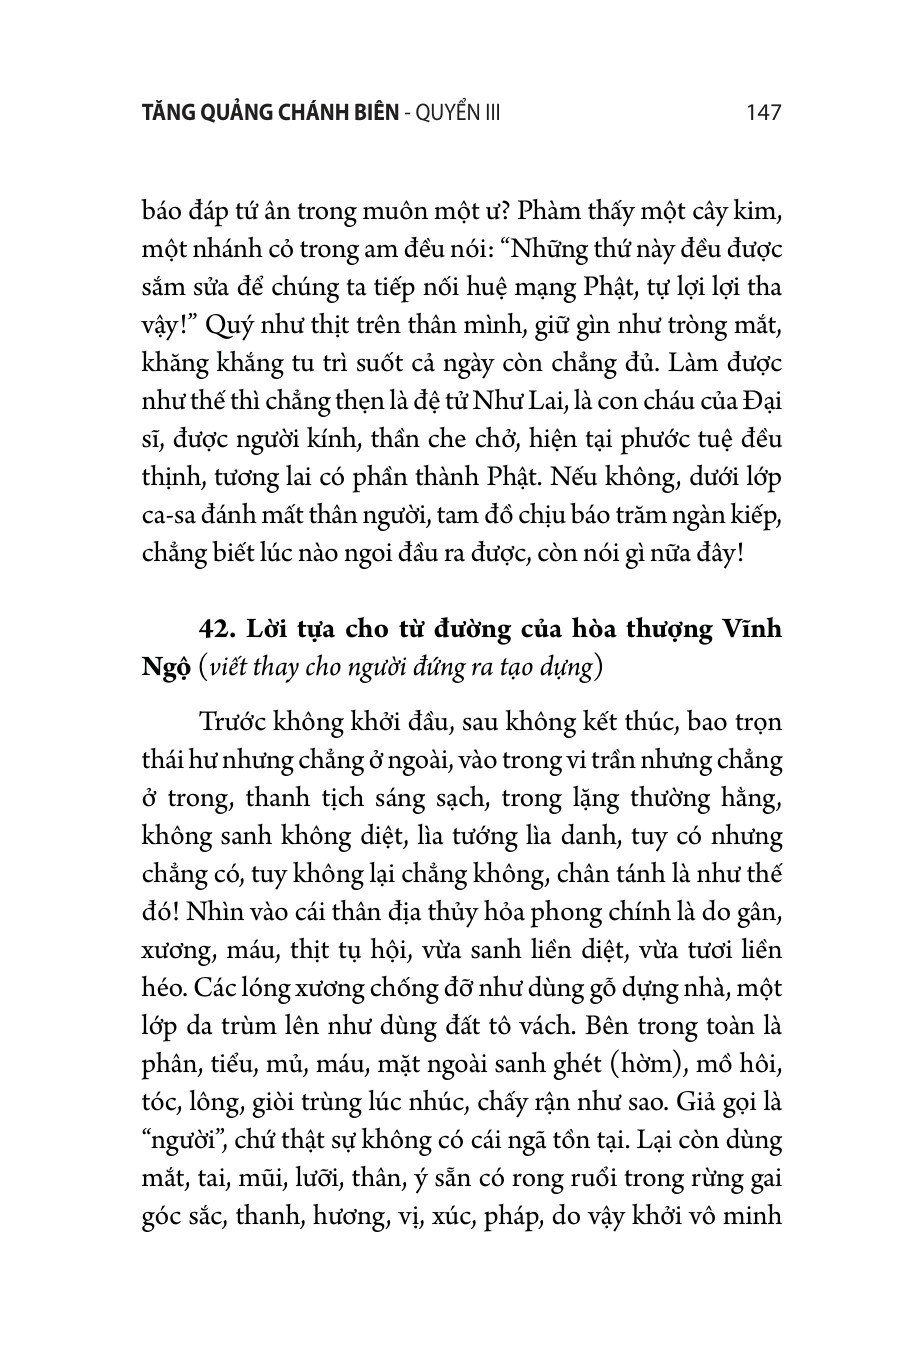 TĂNG QUẢNG CHÁNH BIÊN - QUYỂN III 147
báo đáp tứ ân trong muôn một ư? Phàm thấy một cây kim,
một nhánh cỏ trong am đều nói: “Những thứ này đều được
sắm sửa để chúng ta tiếp nối huệ mạng Phật, tự lợi lợi tha
vậy!” Quý như thịt trên thân mình, giữ gìn như tròng mắt,
khăng khắng tu trì suốt cả ngày còn chẳng đủ. Làm được
như thế thì chẳng thẹn là đệ tử Như Lai, là con cháu của Đại
sĩ, được người kính, thần che chở, hiện tại phước tuệ đều
thịnh, tương lai có phần thành Phật. Nếu không, dưới lớp
ca-sa đánh mất thân người, tam đồ chịu báo trăm ngàn kiếp,
chẳng biết lúc nào ngoi đầu ra được, còn nói gì nữa đây!
42. Lời tựa cho từ đường của hòa thượng Vĩnh
Ngộ (viết thay cho người đứng ra tạo dựng)
Trước không khởi đầu, sau không kết thúc, bao trọn
thái hư nhưng chẳng ở ngoài, vào trong vi trần nhưng chẳng
ở trong, thanh tịch sáng sạch, trong lặng thường hằng,
không sanh không diệt, lìa tướng lìa danh, tuy có nhưng
chẳng có, tuy không lại chẳng không, chân tánh là như thế
đó! Nhìn vào cái thân địa thủy hỏa phong chính là do gân,
xương, máu, thịt tụ hội, vừa sanh liền diệt, vừa tươi liền
héo. Các lóng xương chống đỡ như dùng gỗ dựng nhà, một
lớp da trùm lên như dùng đất tô vách. Bên trong toàn là
phân, tiểu, mủ, máu, mặt ngoài sanh ghét (hờm), mồ hôi,
tóc, lông, giòi trùng lúc nhúc, chấy rận như sao. Giả gọi là
“người”, chứ thật sự không có cái ngã tồn tại. Lại còn dùng
mắt, tai, mũi, lưỡi, thân, ý sẵn có rong ruổi trong rừng gai
góc sắc, thanh, hương, vị, xúc, pháp, do vậy khởi vô minh